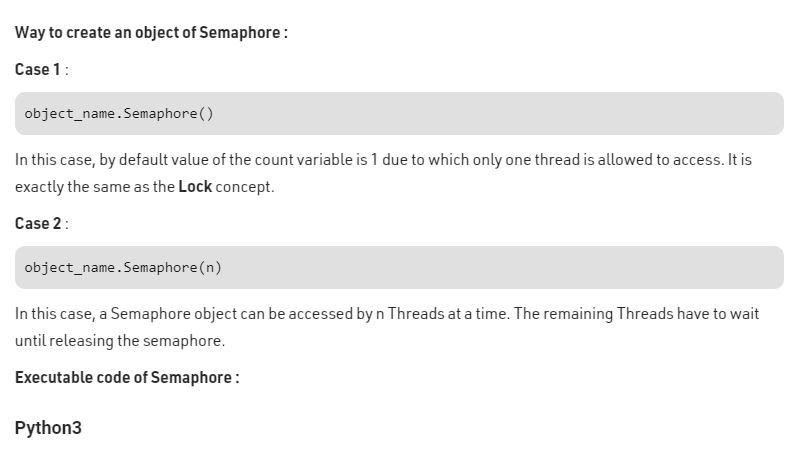 Way to create an object of Semaphore :
Case 1 :
object_name.Semaphore()
In this case, by default value of the count variable is 1 due to which only one thread is allowed to access. It is
exactly the same as the Lock concept.
Case 2 :
object_name.Semaphore(n)
In this case, a Semaphore object can be accessed by n Threads at a time. The remaining Threads have to wait
until releasing the semaphore.
Executable code of Semaphore :
Python3